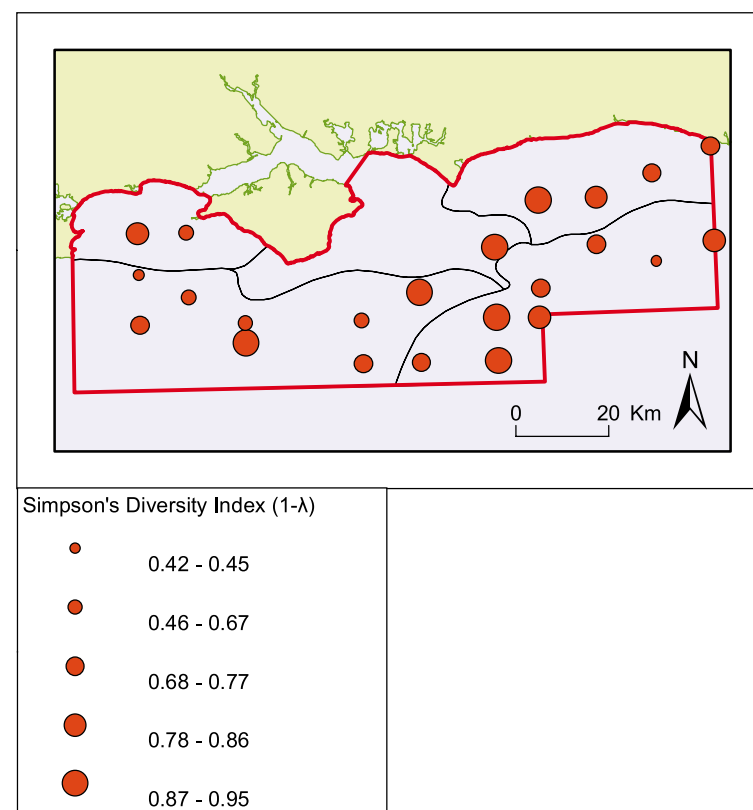 N
0 20 Km
Simpson's Diversity Index (1-λ)
0.42 - 0.45
0.46 - 0.67
0.68 - 0.77
0.78 - 0.86
0.87 - 0.95